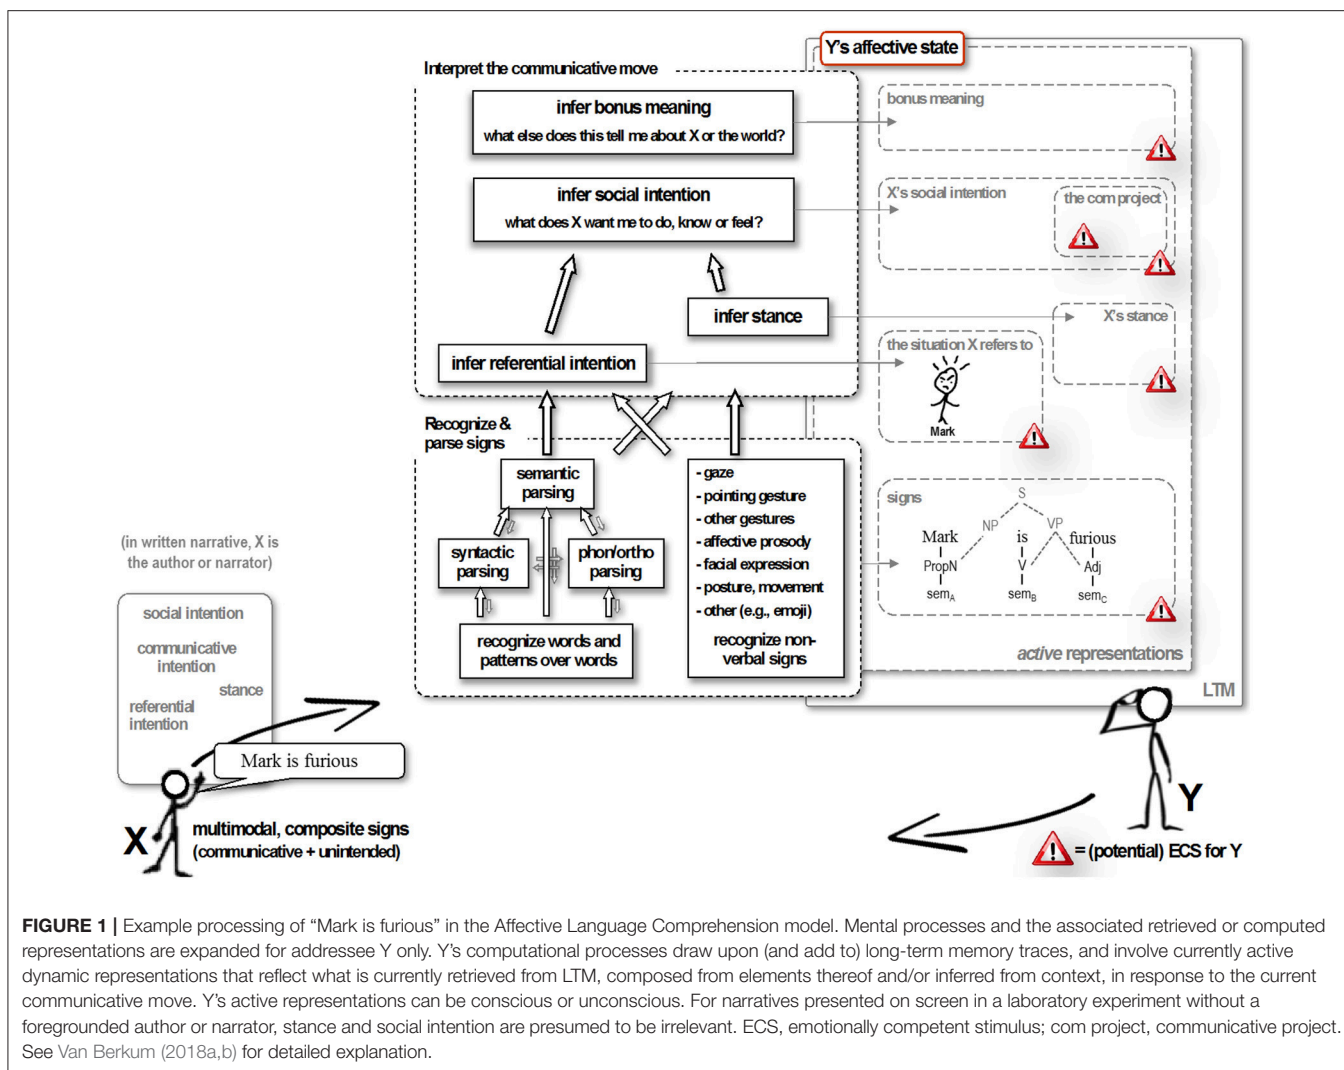 Y's affective state
Interpret the communicative move
infer bonus meaning
what else does this tell me about X or the world?
bonus meaning
infer social intention
what does X want me to do, know or feel?
X's social intention
the com project
infer stance
X's stance
infer referential intention
the situation X refers to
Mark
Recognize &
parse signs
semantic
parsing
syntactic
parsing
phon/ortho
parsing
recognize words and
patterns over words
- gaze
- pointing gesture
- other gestures
- affective prosody
- facial expression
- posture, movement
- other (e.g., emoji)
recognize non-
verbal signs
signs
S
NP
VP
Mark
is
furious
PropN
V
Adj
semA
semB
semC
active representations
LTM
(in written narrative, X is
the author or narrator)
social intention
communicative
intention
stance
referential
intention
Mark is furious
X
multimodal, composite signs
(communicative + unintended)
Y
= (potential) ECS for Y
FIGURE 1 | Example processing of “Mark is furious” in the Affective Language Comprehension model. Mental processes and the associated retrieved or computed
representations are expanded for addressee Y only. Y's computational processes draw upon (and add to) long-term memory traces, and involve currently active
dynamic representations that reflect what is currently retrieved from LTM, composed from elements thereof and/or inferred from context, in response to the current
communicative move. Y's active representations can be conscious or unconscious. For narratives presented on screen in a laboratory experiment without a
foregrounded author or narrator, stance and social intention are presumed to be irrelevant. ECS, emotionally competent stimulus; com project, communicative project.
See Van Berkum (2018a,b) for detailed explanation.